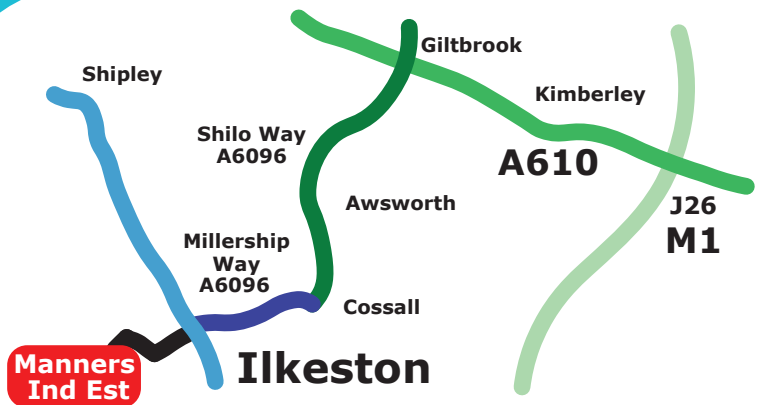 Giltbrook
Shipley
Kimberley
Shilo Way
A6096
A610
Awsworth
J26
M1
Millership
Way
A6096
Cossall
Manners
Ind Est
Ilkeston